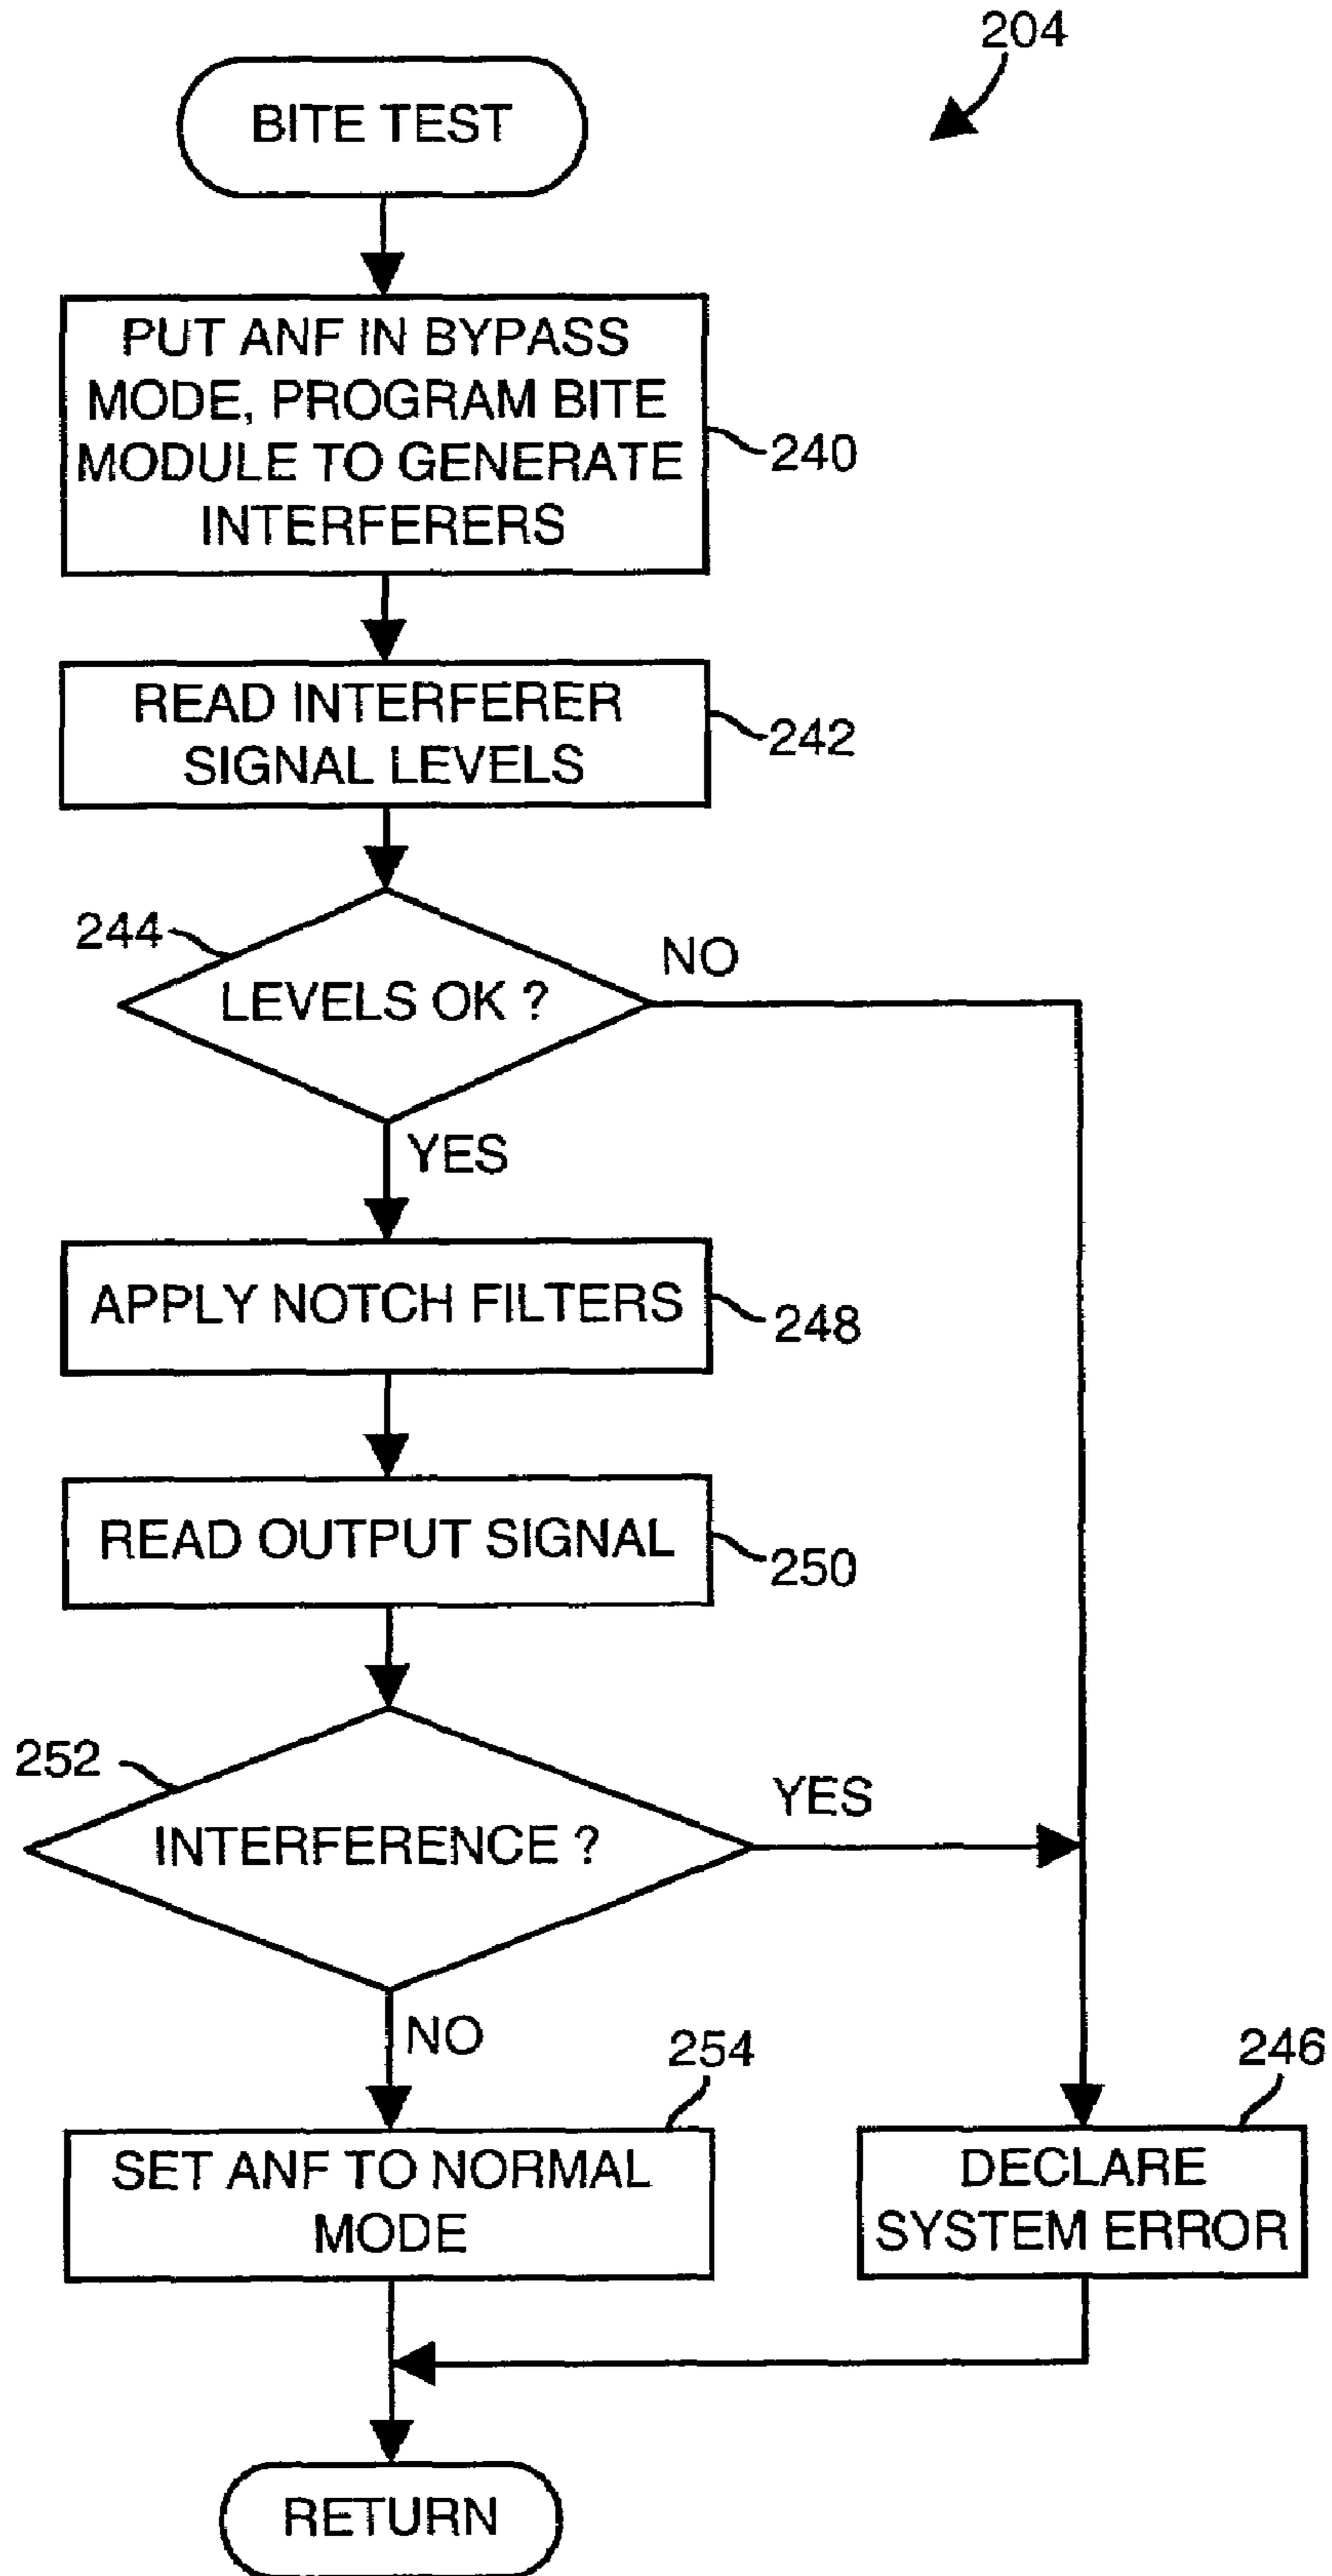 204
BITE TEST
PUT ANF IN BYPASS
MODE, PROGRAM BITE
MODULE TO GENERATE
INTERFERERS
240
READ INTERFERER
SIGNAL LEVELS
242
244
LEVELS OK ?
NO
YES
APPLY NOTCH FILTERS
248
READ OUTPUT SIGNAL
250
252
INTERFERENCE ?
YES
NO
254
SET ANF TO NORMAL
MODE
246
DECLARE
SYSTEM ERROR
RETURN